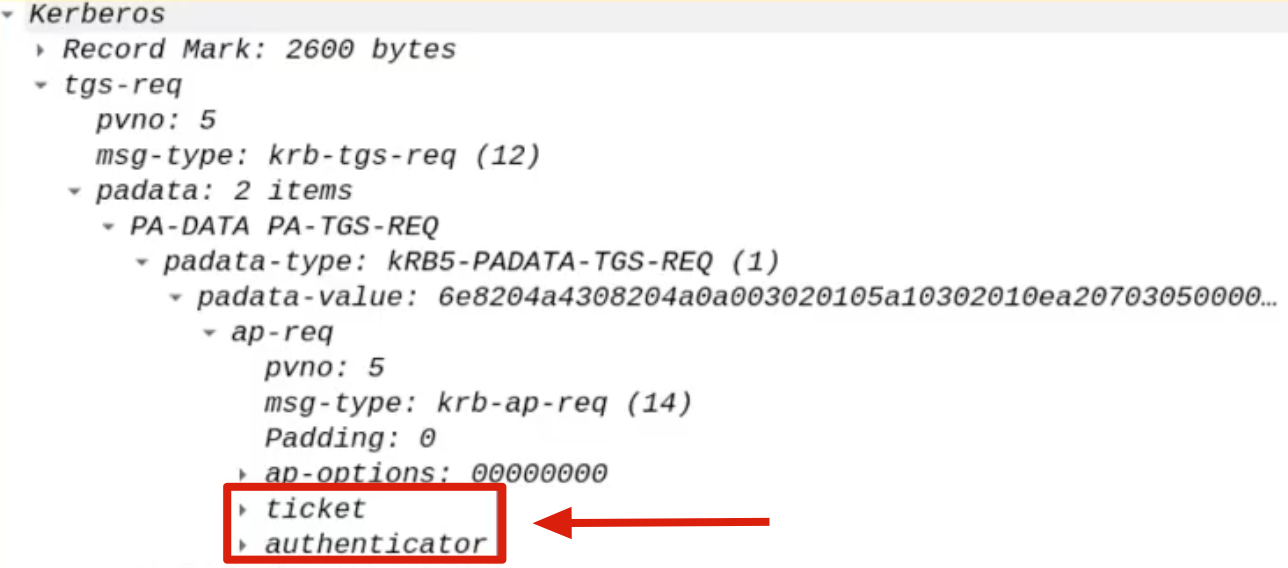 Kerberos
Record Mark: 2600 bytes
tgs-req
pvno: 5
msg-type: krb-tgs-req (12)
padata: 2 items
PA-DATA PA-TGS-REQ
padata-type: kRB5-PADATA-TGS-REQ (1)
padata-value: 6e8204a4308204a0a003020105a10302010ea20703050000…
ap-req
pvno: 5
msg-type: krb-ap-req (14)
Padding: 0
ap-options: 00000000
ticket
authenticator